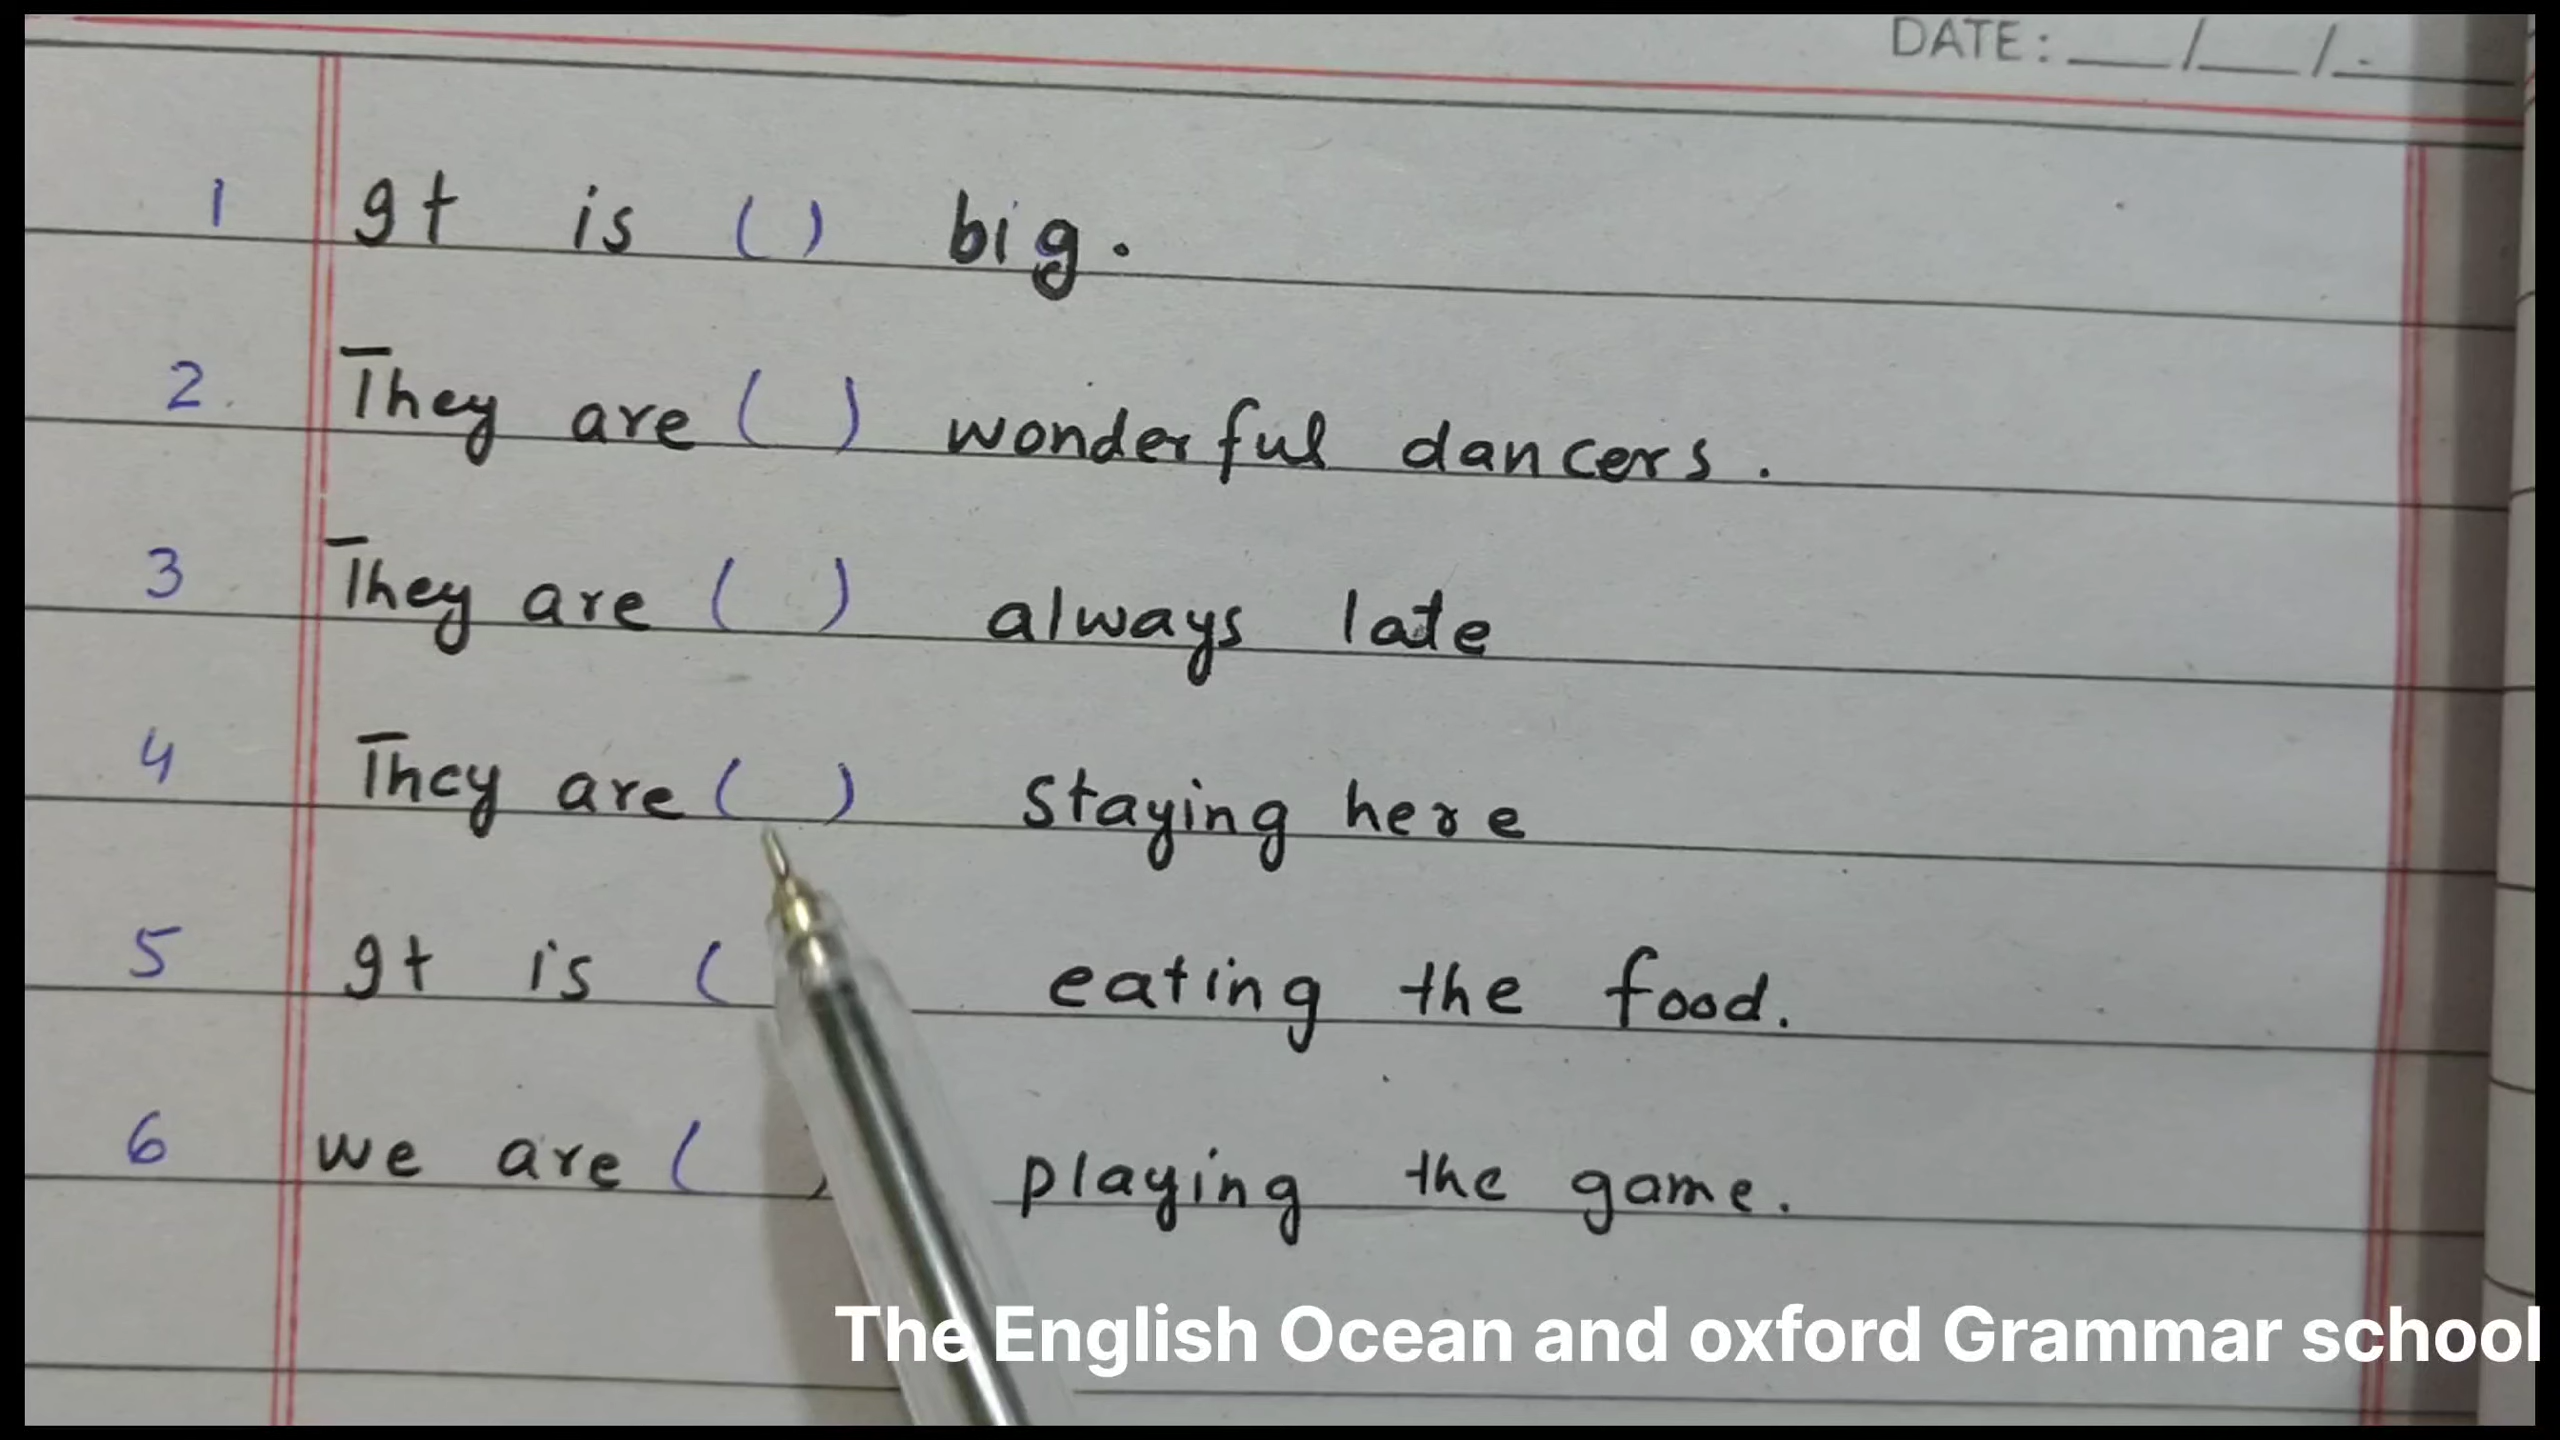 DATE: __/__/__
1 It is ( ) big.
2. They are ( ) wonderful dancers.
3 They are ( ) always late
4 They are ( ) staying here
5 It is ( eating the food.
6 we are ( ) playing the game.
The English Ocean and oxford Grammar school